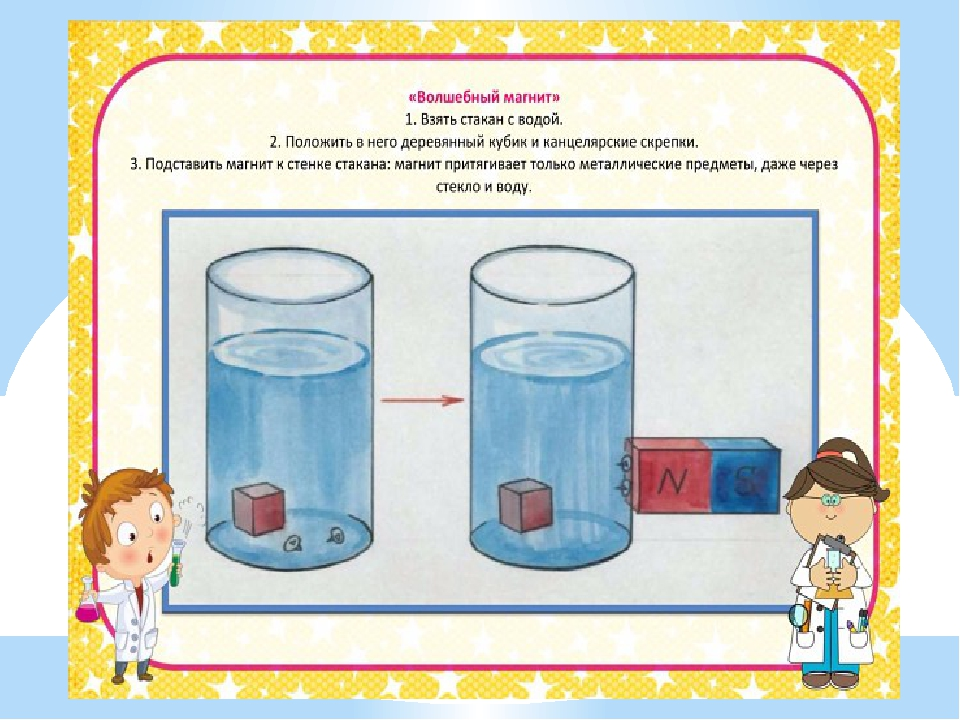 «Волшебный магнит»
1. Взять стакан с водой.
2. Положить в него деревянный кубик и канцелярские скрепки.
3. Подставить магнит к стенке стакана: магнит притягивает только металлические предметы, даже через
стекло и воду.
N S